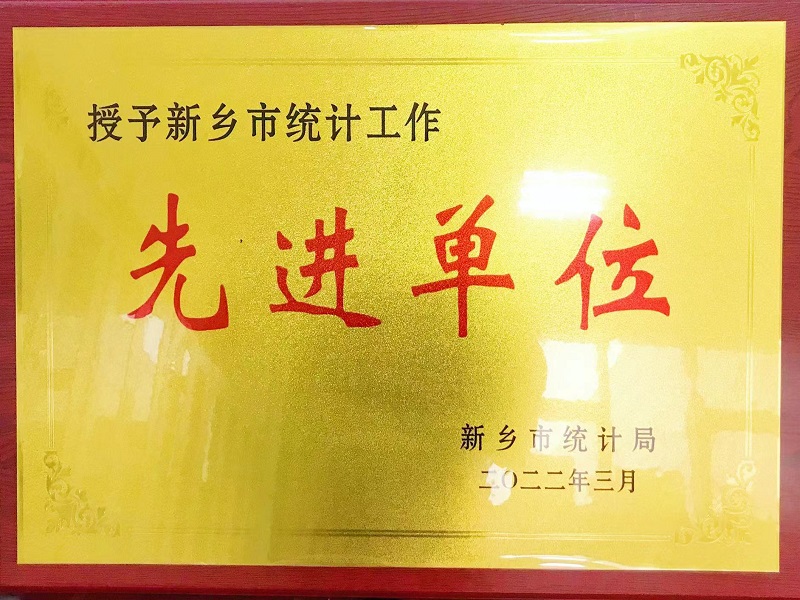 授予新乡市统计工作
先进单位
新乡市统计局
二〇二二年三月